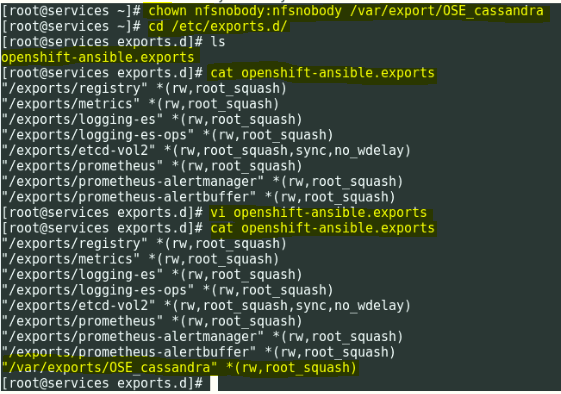 [root@services ~]# chown nfsnobody:nfsnobody /var/export/OSE_cassandra
[root@services ~]# cd /etc/exports.d/
[root@services exports.d]# ls
openshift-ansible.exports
[root@services exports.d]# cat openshift-ansible.exports
"/exports/registry" *(rw,root_squash)
"/exports/metrics" *(rw,root_squash)
"/exports/logging-es" *(rw,root_squash)
"/exports/logging-es-ops" *(rw,root_squash)
"/exports/etcd-vol2" *(rw,root_squash,sync,no_wdelay)
"/exports/prometheus" *(rw,root_squash)
"/exports/prometheus-alertmanager" *(rw,root_squash)
"/exports/prometheus-alertbuffer" *(rw,root_squash)
[root@services exports.d]# vi openshift-ansible.exports
[root@services exports.d]# cat openshift-ansible.exports
"/exports/registry" *(rw,root_squash)
"/exports/metrics" *(rw,root_squash)
"/exports/logging-es" *(rw,root_squash)
"/exports/logging-es-ops" *(rw,root_squash)
"/exports/etcd-vol2" *(rw,root_squash,sync,no_wdelay)
"/exports/prometheus" *(rw,root_squash)
"/exports/prometheus-alertmanager" *(rw,root_squash)
"/exports/prometheus-alertbuffer" *(rw,root_squash)
"/var/exports/OSE_cassandra" *(rw,root_squash)
[root@services exports.d]#